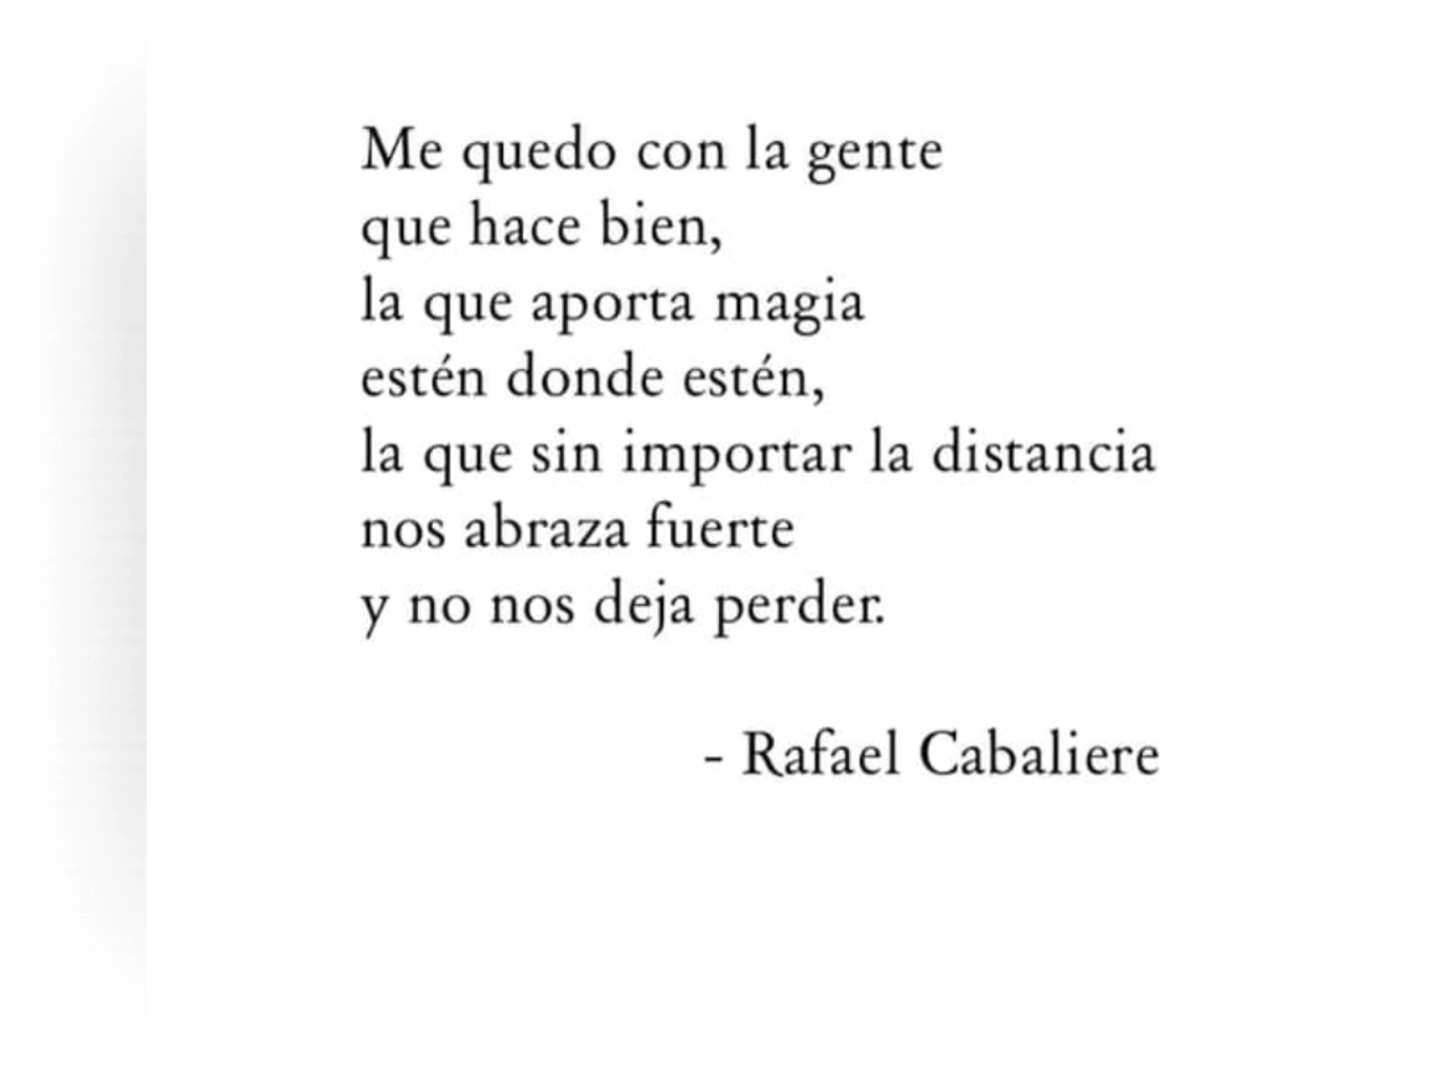 Me quedo con la gente
que hace bien,
la que aporta magia
estén donde estén,
la que sin importar la distancia
nos abraza fuerte
y no nos deja perder.
- Rafael Cabaliere